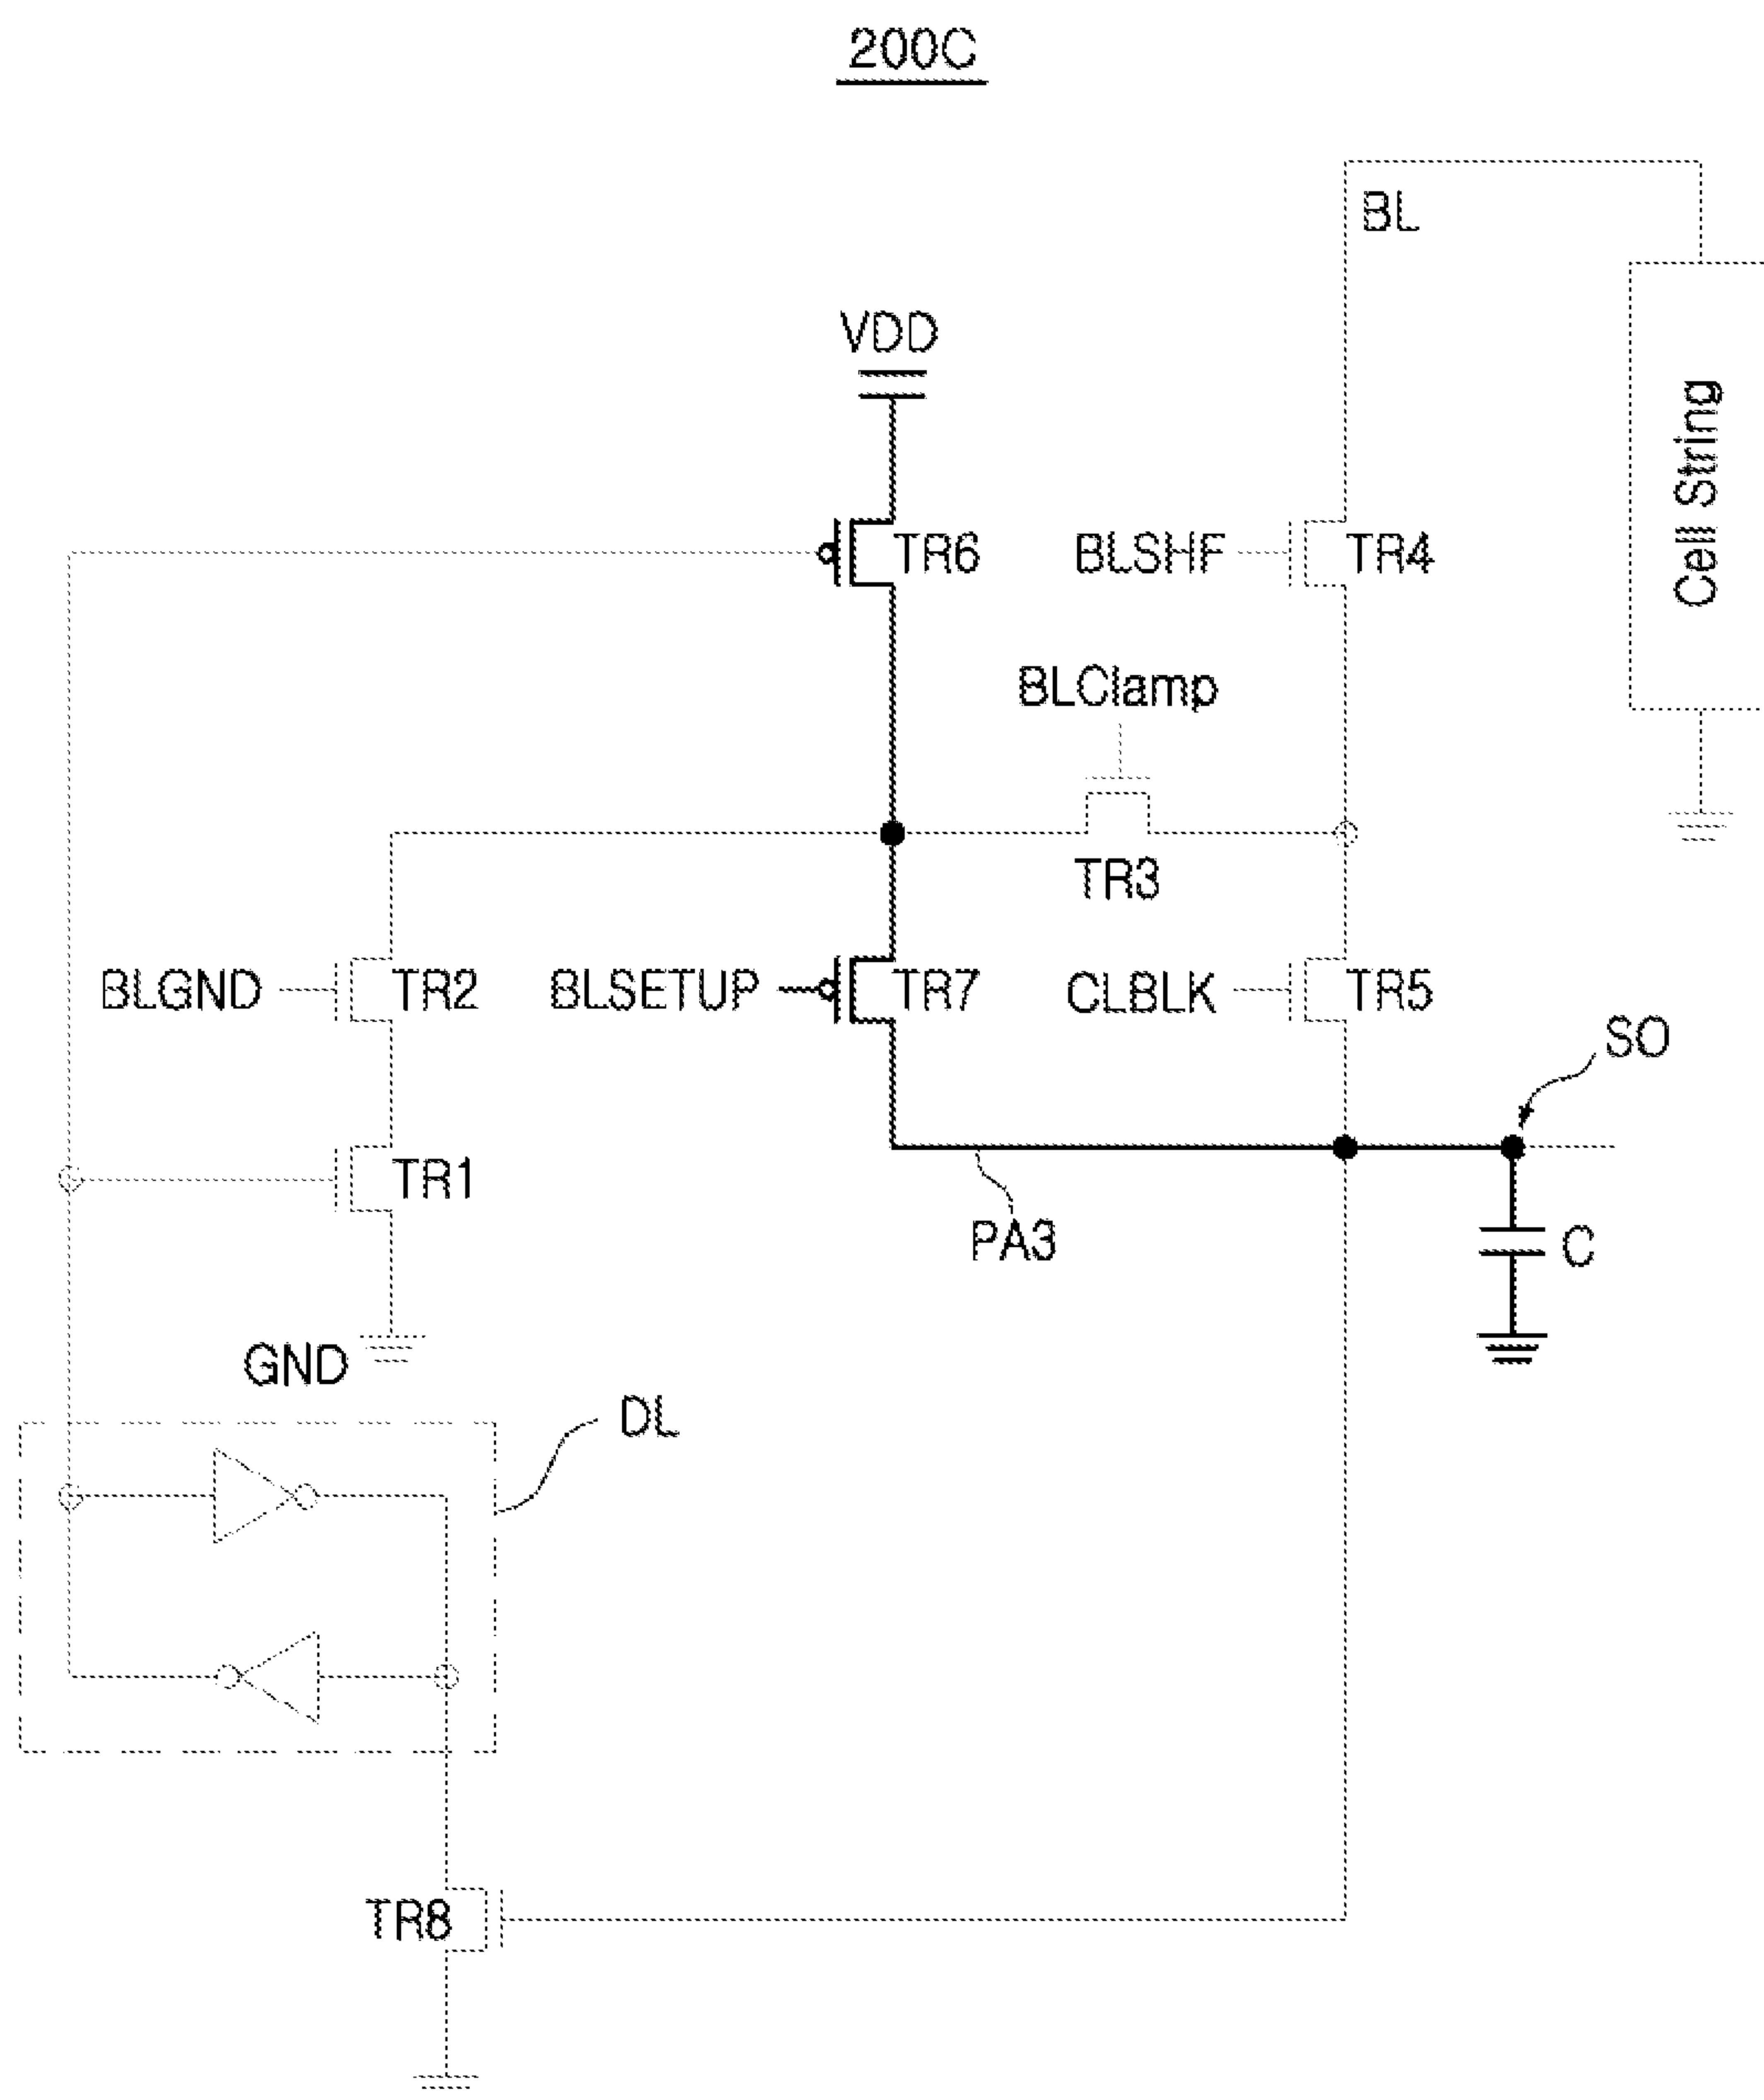 200C
BL
VDD
Cell String
TR6
BLSHF
TR4
BLClamp
TR3
BLGND
TR2
BLSETUP
TR7
CLBLK
TR5
SO
TR1
PA3
C
GND
DL
TR8